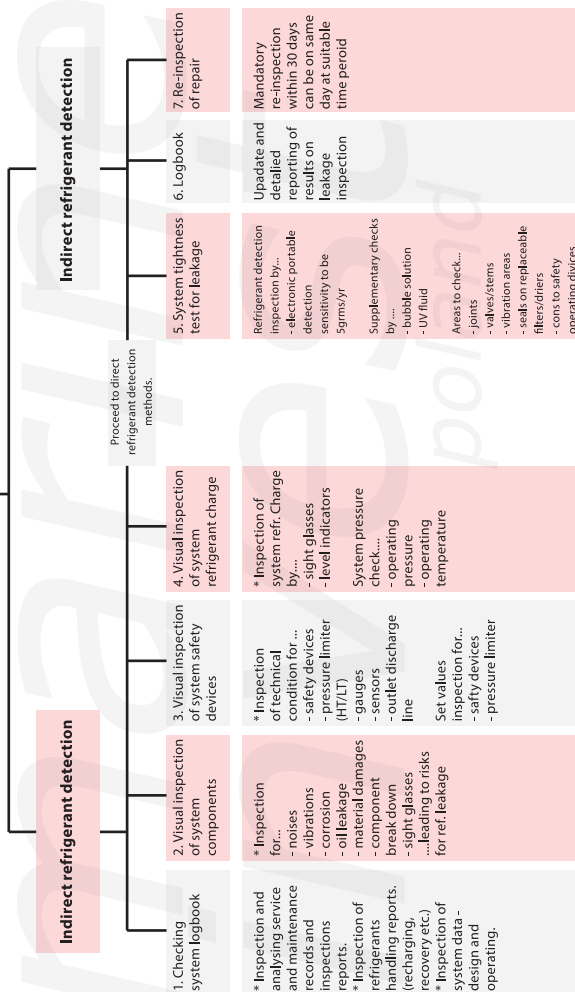 Indirect refrigerant detection
Indirect refrigerant detection
1. Checking
system logbook
2. Visual inspection
of system
components
3. Visual inspection
of system safety
devices
4. Visual inspection
of system
refrigerant charge
Proceed to direct
refrigerant detection
methods.
5. System tightness
test for leakage
6. Logbook
7. Re-inspection
of repair
* Inspection and
analysing service
and maintenance
records and
inspections
reports.
* Inspection of
refrigerants
handling reports.
(recharging,
recovery etc.)
* Inspection of
system data -
design and
operating.
* Inspection
for...
- noises
- vibrations
- corrosion
- oil leakage
- material damages
- component
break down
- sight glasses
....leading to risks
for ref. leakage
* Inspection
of technical
condition for ...
- safety devices
- pressure limiter
(HT/LT)
- gauges
- sensors
- outlet discharge
line
Set values
inspection for...
- safty devices
- pressure limiter
* Inspection of
system refr. Charge
by....
- sight glasses
- level indicators
System pressure
check....
- operating
pressure
- operating
temperature
Refrigerant detection
inspection by...
- electronic portable
detection
sensitivity to be
5grms/yr
Supplementary checks
by ....
- bubble solution
- UV fluid
Areas to check...
- joints
- valves/stems
- vibration areas
- seals on replaceable
filters/driers
- cons to safety
operating divices
Upadate and
detalied
reporting of
results on
leakage
inspection
Mandatory
re-inspection
within 30 days
can be on same
day at suitable
time peroid
marine
invest
poland